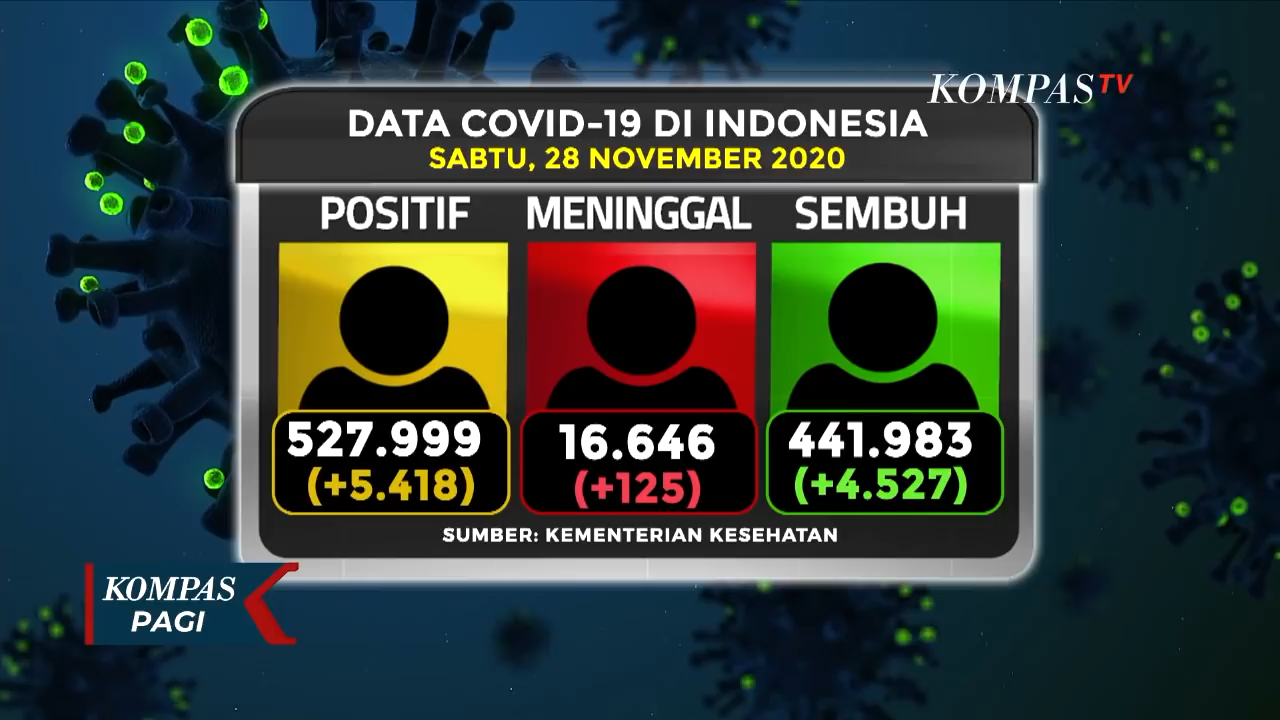 KOMPASTV
DATA COVID-19 DI INDONESIA
SABTU, 28 NOVEMBER 2020
POSITIF MENINGGAL SEMBUH
527.999 16.646 441.983
(+5.418) (+125) (+4.527)
SUMBER: KEMENTERIAN KESEHATAN
KOMPAS
PAGI